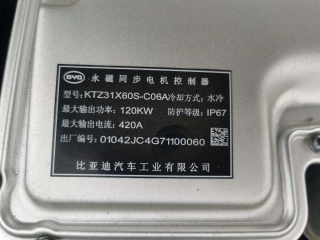 BYD 永磁同步电机控制器
型号：KTZ31X60S-C06A 冷却方式：水冷
最大输出功率：120KW 防护等级：IP67
最大输出电流：420A
出厂编号：01042JC4G71100060
比亚迪汽车工业有限公司